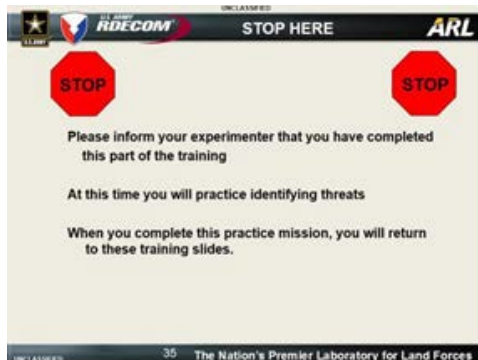 UNCLASSIFIED
U.S. ARMY
RDECOM
STOP HERE
ARL
U.S. ARMY
STOP
STOP
Please inform your experimenter that you have completed
this part of the training
At this time you will practice identifying threats
When you complete this practice mission, you will return
to these training slides.
UNCLASSIFIED
35
The Nation's Premier Laboratory for Land Forces